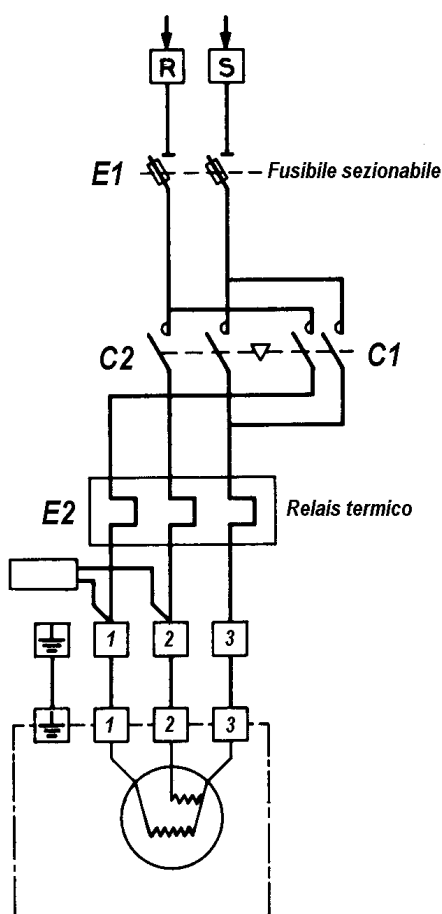 R S
E1 Fusibile sezionabile
C2 C1
E2 Relais termico
1 2 3
1 2 3